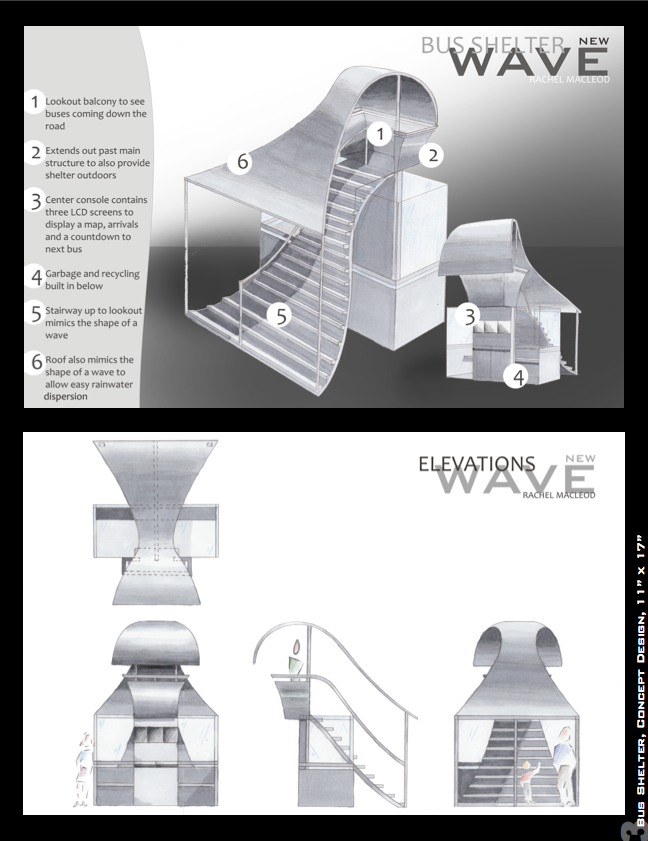 BUS SHELTER NEW
WAVE
RACHEL MACLEOD
1 Lookout balcony to see
buses coming down the
road
2 Extends out past main
structure to also provide
shelter outdoors
3 Center console contains
three LCD screens to
display a map, arrivals
and a countdown to
next bus
4 Garbage and recycling
built in below
5 Stairway up to lookout
mimics the shape of a
wave
6 Roof also mimics the
shape of a wave to
allow easy rainwater
dispersion
1
2
6
5
3
4
ELEVATIONS NEW
WAVE
RACHEL MACLEOD
Bus Shelter, Concept Design, 11" x 17"